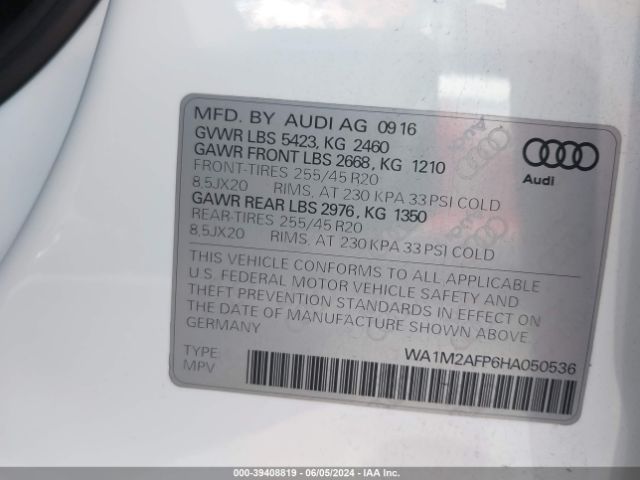 MFD. BY AUDI AG 0916
GVWR LBS 5423, KG 2460
GAWR FRONT LBS 2668, KG 1210
FRONT-TIRES 255/45 R20
8,5JX20 RIMS, AT 230 KPA 33 PSI COLD
GAWR REAR LBS 2976, KG 1350
REAR-TIRES 255/45 R20
8,5JX20 RIMS, AT 230 KPA 33 PSI COLD
Audi
THIS VEHICLE CONFORMS TO ALL APPLICABLE
U.S. FEDERAL MOTOR VEHICLE SAFETY AND
THEFT PREVENTION STANDARDS IN EFFECT ON
THE DATE OF MANUFACTURE SHOWN ABOVE.
GERMANY
WA1M2AFP6HA050536
TYPE:
MPV
000-39408819 - 06/05/2024 - IAA Inc.